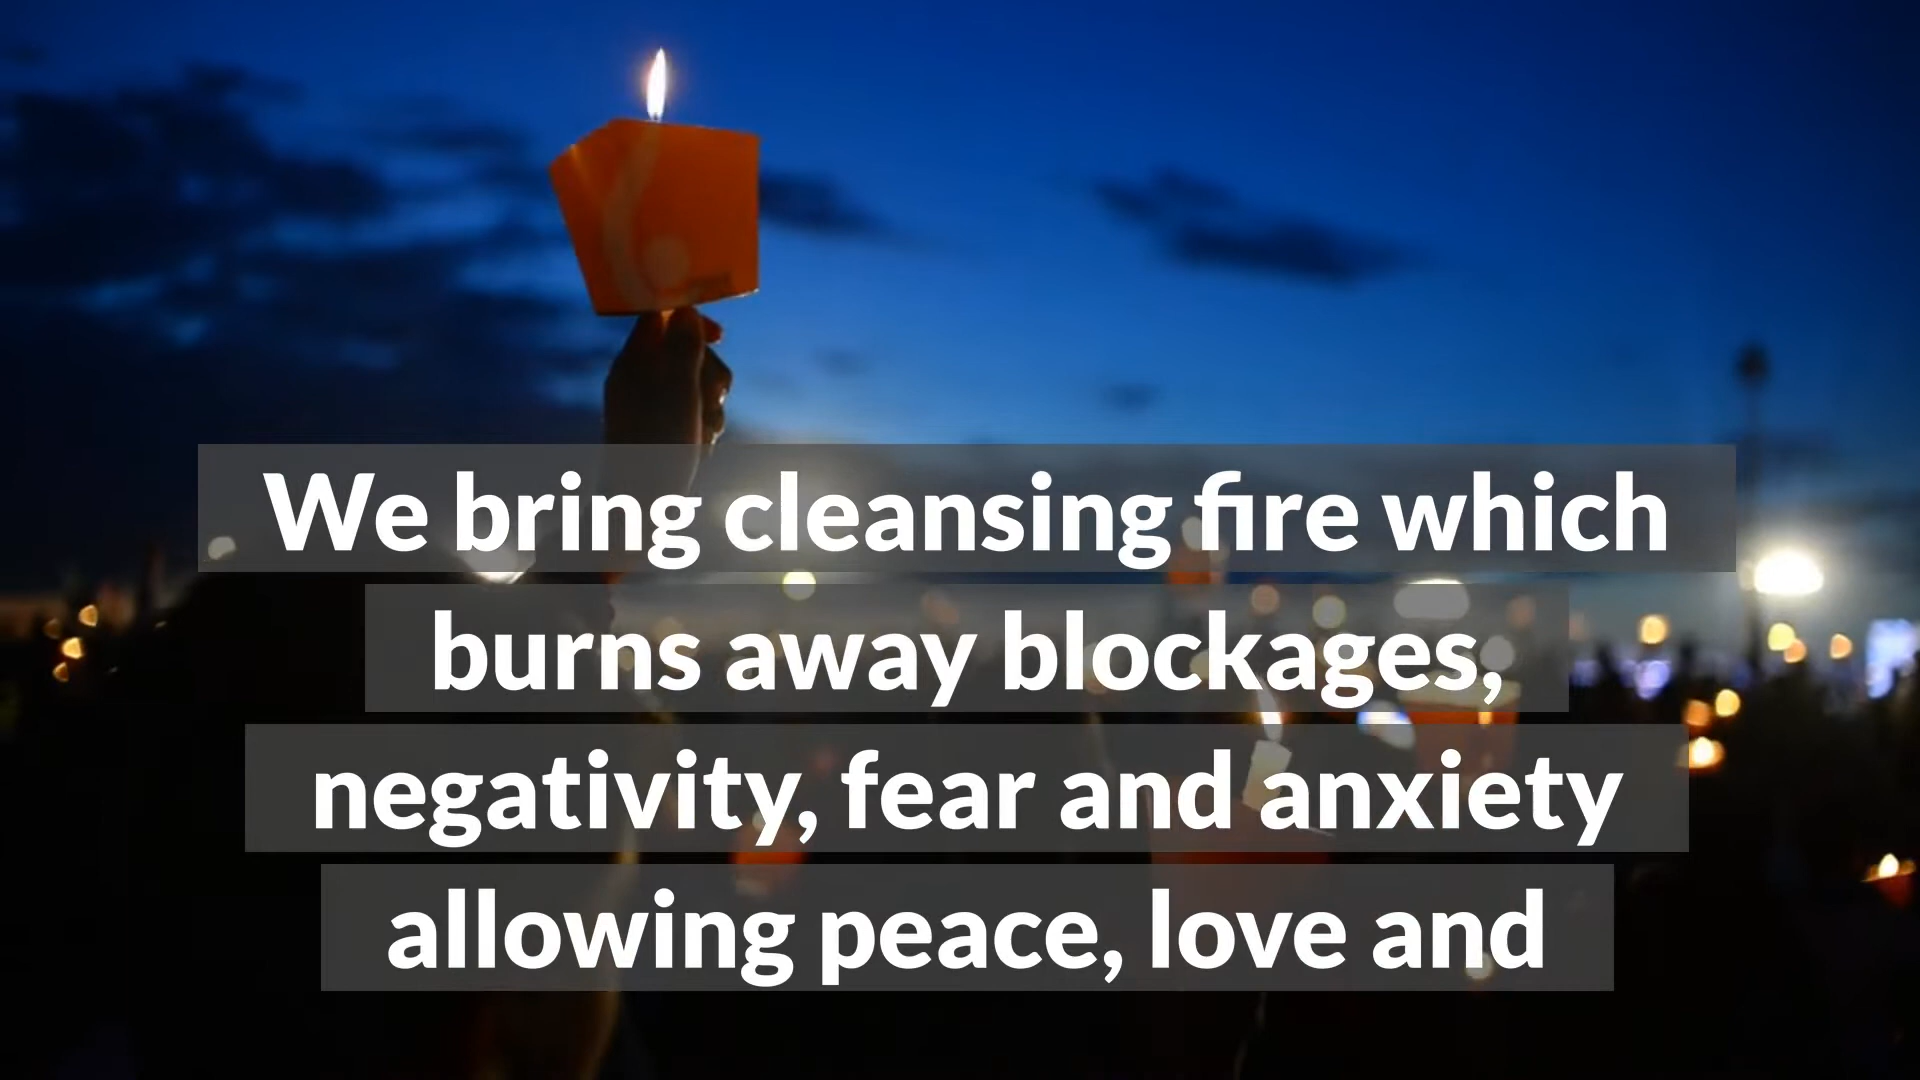 We bring cleansing fire which
burns away blockages,
negativity, fear and anxiety
allowing peace, love and